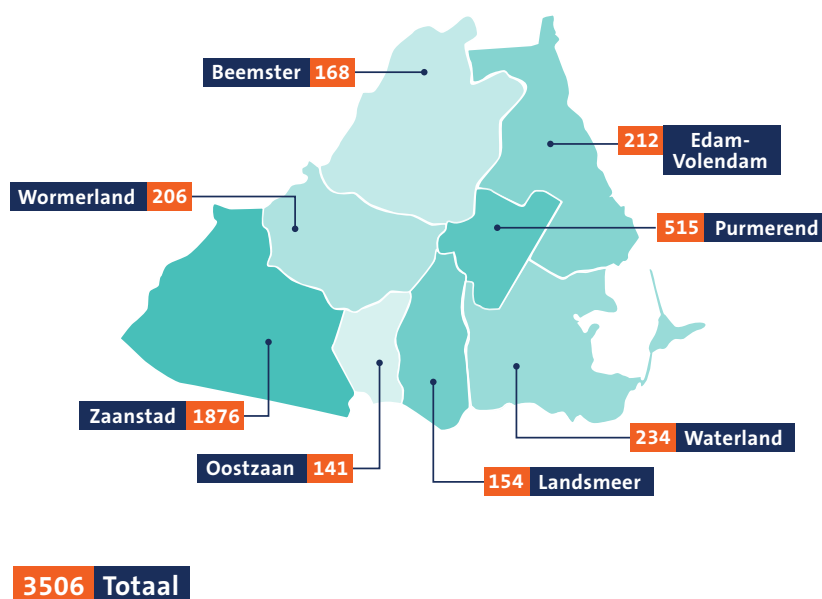 Beemster 168
212 Edam-
Volendam
Wormerland 206
515 Purmerend
Zaanstad 1876
234 Waterland
Oostzaan 141
154 Landsmeer
3506 Totaal